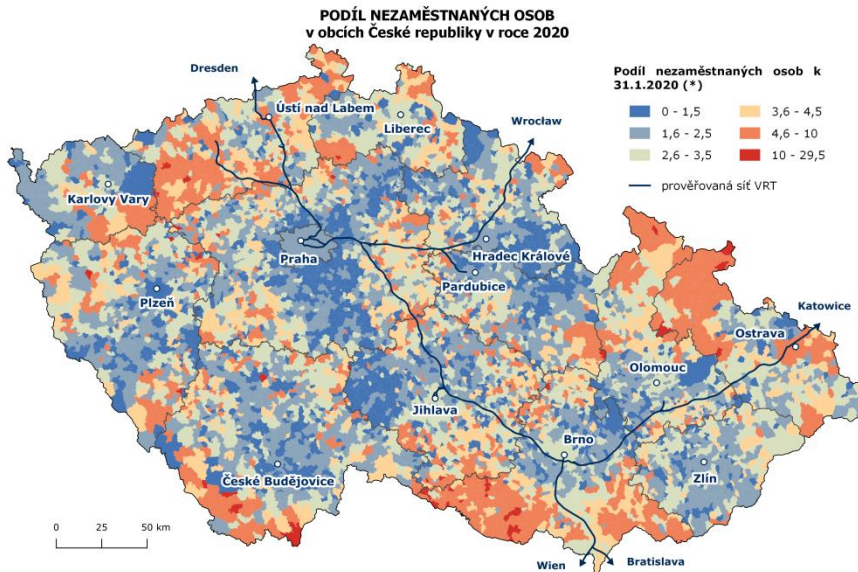 PODÍL NEZAMĚSTNANÝCH OSOB
v obcích České republiky v roce 2020
Podíl nezaměstnaných osob k
31.1.2020 (*)
0 - 1,5
3,6 - 4,5
1,6 - 2,5
4,6 - 10
2,6 - 3,5
10 - 29,5
prověřovaná síť VRT
Dresden
Ústí nad Labem
Liberec
Wrocław
Karlovy Vary
Praha
Hradec Králové
Pardubice
Plzeň
Katowice
Ostrava
Olomouc
Jihlava
Brno
České Budějovice
Zlín
0 25 50 km
Wien
Bratislava